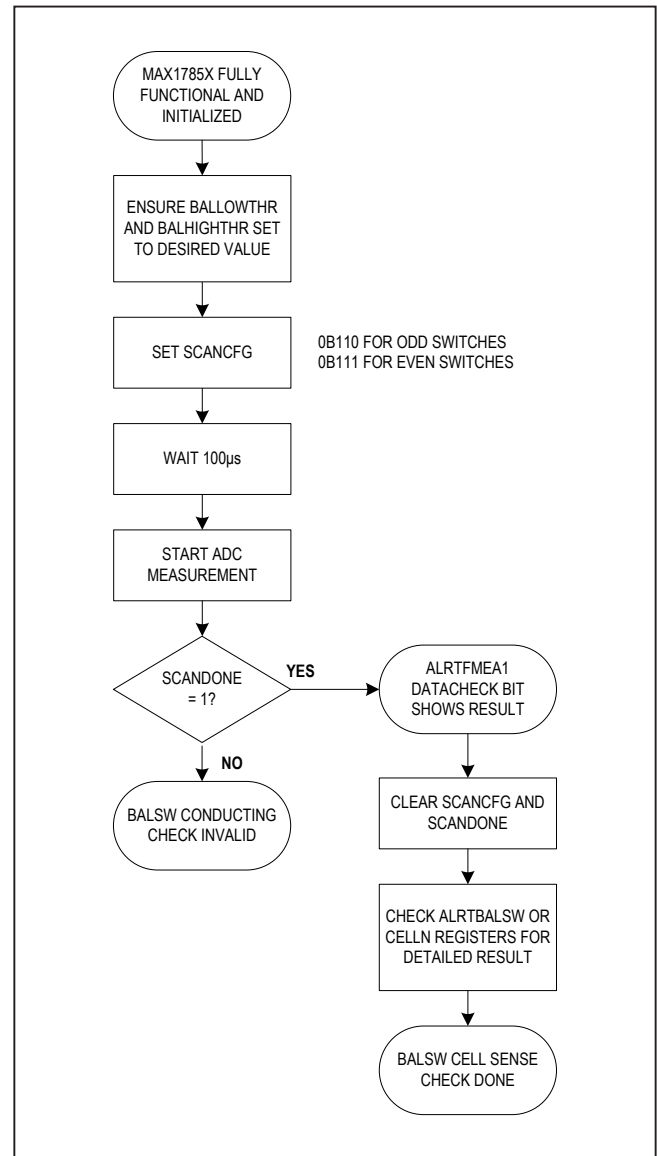 MAX1785X FULLY
FUNCTIONAL AND
INITIALIZED
ENSURE BALLOWTHR
AND BALHIGHTHR SET
TO DESIRED VALUE
SET SCANCFG
0B110 FOR ODD SWITCHES
0B111 FOR EVEN SWITCHES
WAIT 100µs
START ADC
MEASUREMENT
SCANDONE
= 1?
YES
NO
BALSW CONDUCTING
CHECK INVALID
ALRTFMEA1
DATACHECK BIT
SHOWS RESULT
CLEAR SCANCFG AND
SCANDONE
CHECK ALRTBALSW OR
CELLN REGISTERS FOR
DETAILED RESULT
BALSW CELL SENSE
CHECK DONE